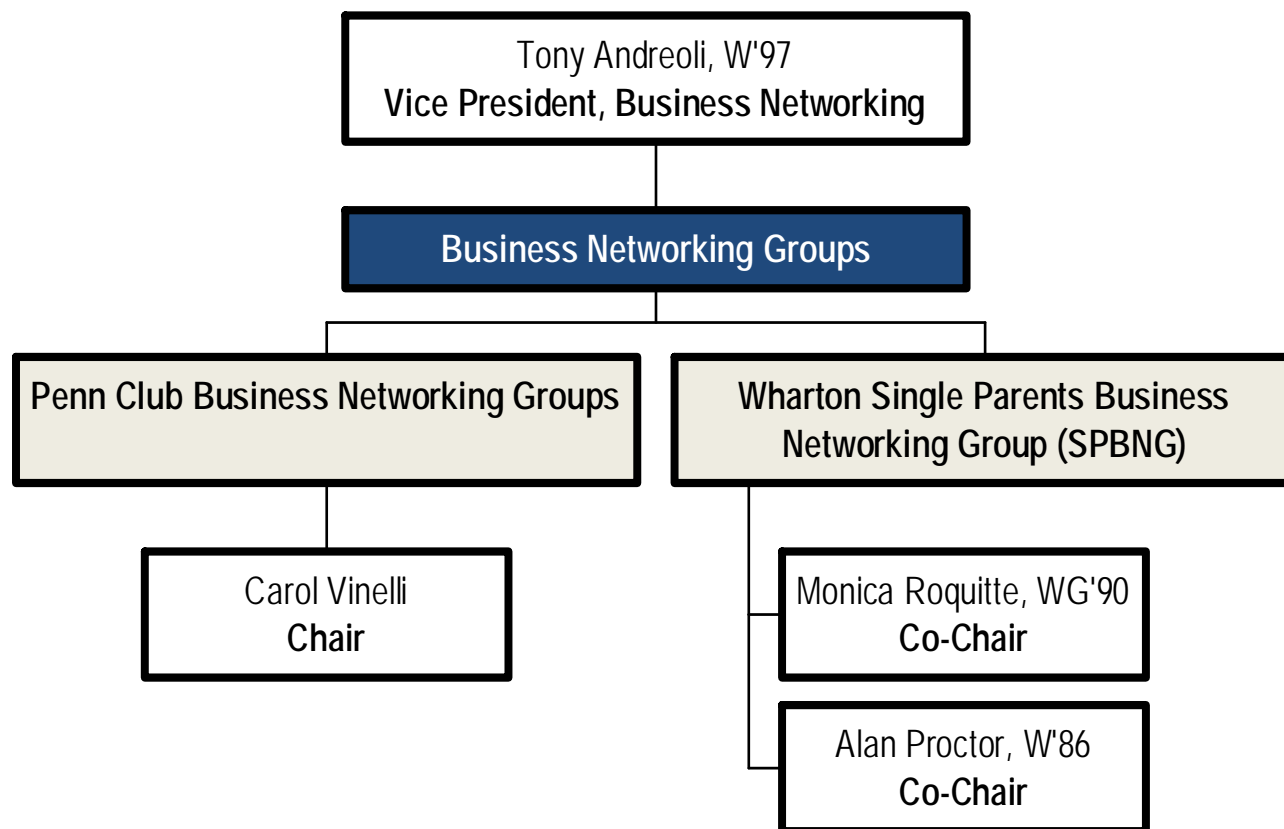 Tony Andreoli, W'97
Vice President, Business Networking
Business Networking Groups
Penn Club Business Networking Groups
Wharton Single Parents Business
Networking Group (SPBNG)
Carol Vinelli
Chair
Monica Roquitte, WG'90
Co-Chair
Alan Proctor, W'86
Co-Chair